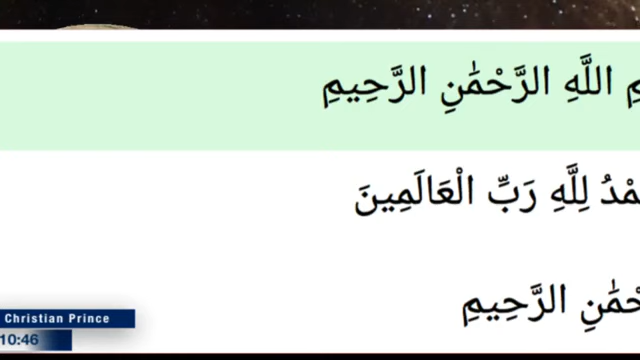 اللَّهِ الرَّحْمَٰنِ الرَّحِيمِ
لِلَّهِ رَبِّ الْعَالَمِينَ
الرَّحِيمِ
Christian Prince
10:46